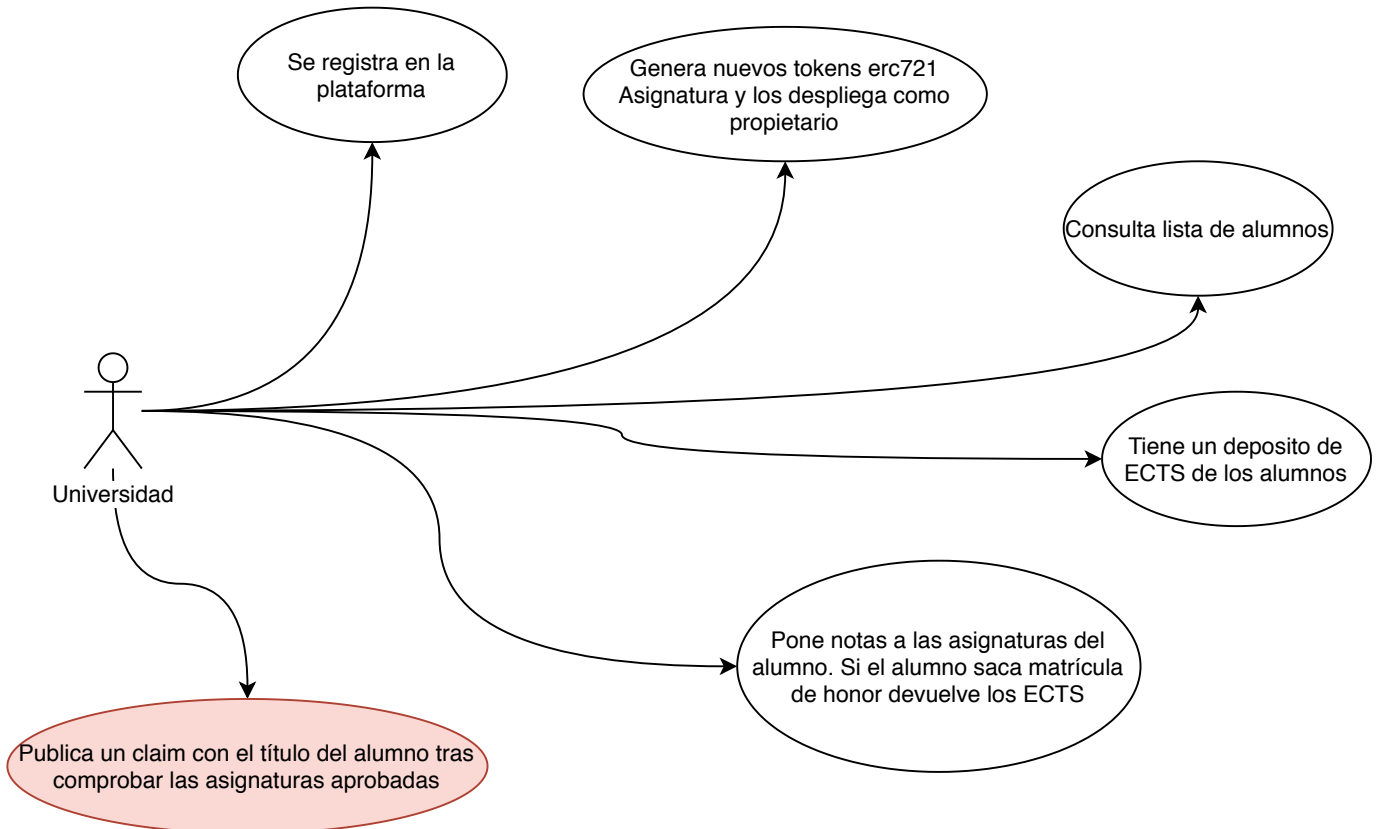 Se registra en la
plataforma
Genera nuevos tokens erc721
Asignatura y los despliega como
propietario
Consulta lista de alumnos
Tiene un deposito de
ECTS de los alumnos
Universidad
Pone notas a las asignaturas del
alumno. Si el alumno saca matrícula
de honor devuelve los ECTS
Publica un claim con el título del alumno tras
comprobar las asignaturas aprobadas